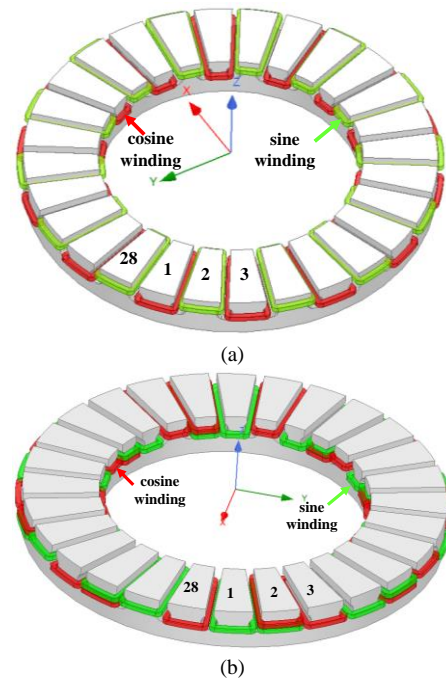 Z
X
cosine
winding
Y
sine
winding
28
1
2
3
(a)
cosine
winding
Y
X
sine
winding
28
1
2
3
(b)